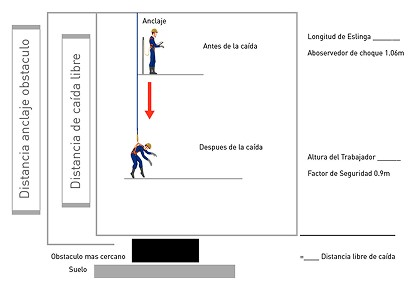 Distancia anclaje obstaculo
Distancia de caída libre
Anclaje
Antes de la caída
Despues de la caída
Longitud de Eslinga ______
Aboservedor de choque 1.06m
Altura del Trabajador ______
Factor de Seguridad 0.9m
Obstaculo mas cercano
Suelo
=____ Distancia libre de caída